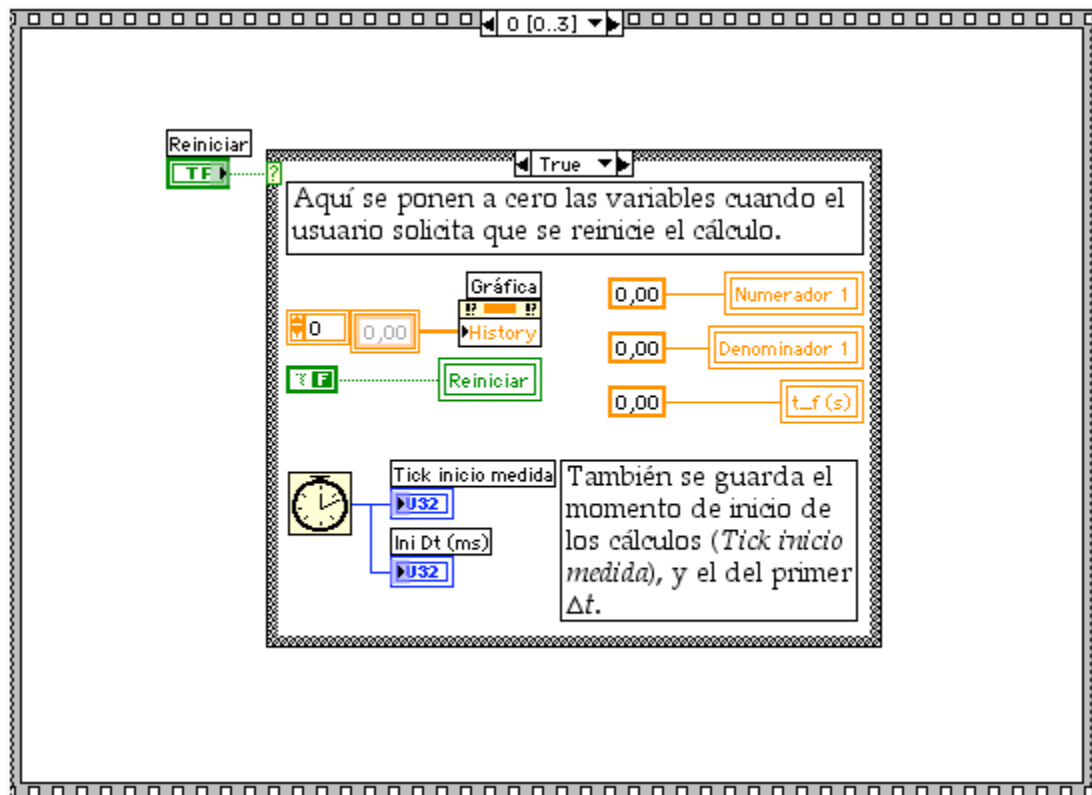 0 [0..3]
Reiniciar
TF
?
True
Aquí se ponen a cero las variables cuando el
usuario solicita que se reinicie el cálculo.
Gráfica
!? !?
History
0
0,00
0,00
Numerador 1
0,00
Denominador 1
F
Reiniciar
0,00
t_f (s)
Tick inicio medida
U32
Ini Dt (ms)
U32
También se guarda el
momento de inicio de
los cálculos (Tick inicio
medida), y el del primer
Δt.